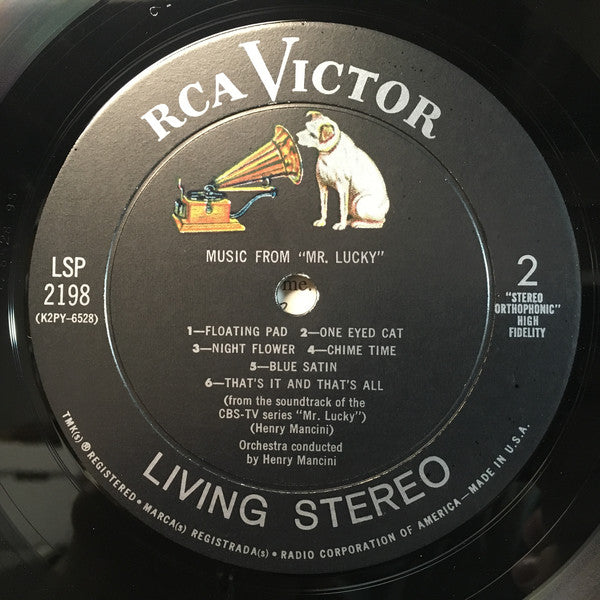 RCA VICTOR
MUSIC FROM "MR. LUCKY"
LSP
2198
(K2PY-6528)
2
"STEREO
ORTHOPHONIC"
HIGH
FIDELITY
me.
1—FLOATING PAD 2—ONE EYED CAT
3—NIGHT FLOWER 4—CHIME TIME
5—BLUE SATIN
6—THAT'S IT AND THAT'S ALL
(from the soundtrack of the
CBS-TV series "Mr. Lucky")
(Henry Mancini)
Orchestra conducted
by Henry Mancini
LIVING STEREO
TMK(s) ® REGISTERED • MARCA(s) REGISTRADA(s) • RADIO CORPORATION OF AMERICA—MADE IN U.S.A.